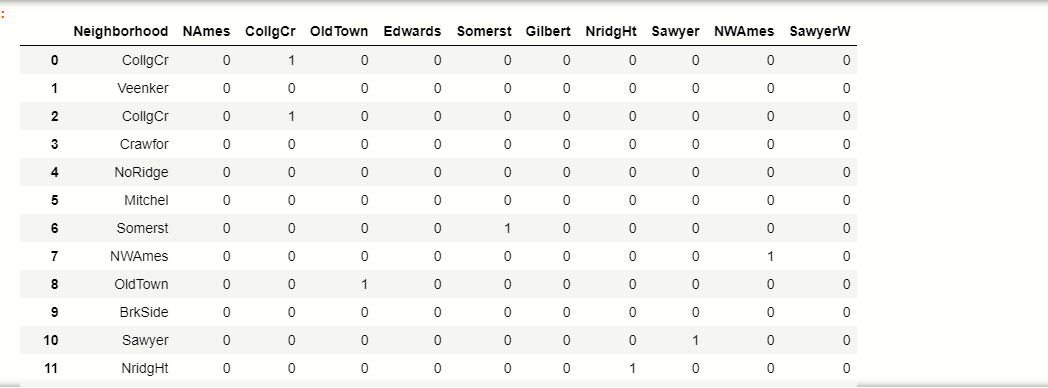 :
Neighborhood NAmes CollgCr OldTown Edwards Somerst Gilbert NridgHt Sawyer NWAmes SawyerW
0 CollgCr 0 1 0 0 0 0 0 0 0 0
1 Veenker 0 0 0 0 0 0 0 0 0 0
2 CollgCr 0 1 0 0 0 0 0 0 0 0
3 Crawfor 0 0 0 0 0 0 0 0 0 0
4 NoRidge 0 0 0 0 0 0 0 0 0 0
5 Mitchel 0 0 0 0 0 0 0 0 0 0
6 Somerst 0 0 0 0 1 0 0 0 0 0
7 NWAmes 0 0 0 0 0 0 0 0 1 0
8 OldTown 0 0 1 0 0 0 0 0 0 0
9 BrkSide 0 0 0 0 0 0 0 0 0 0
10 Sawyer 0 0 0 0 0 0 0 1 0 0
11 NridgHt 0 0 0 0 0 0 1 0 0 0